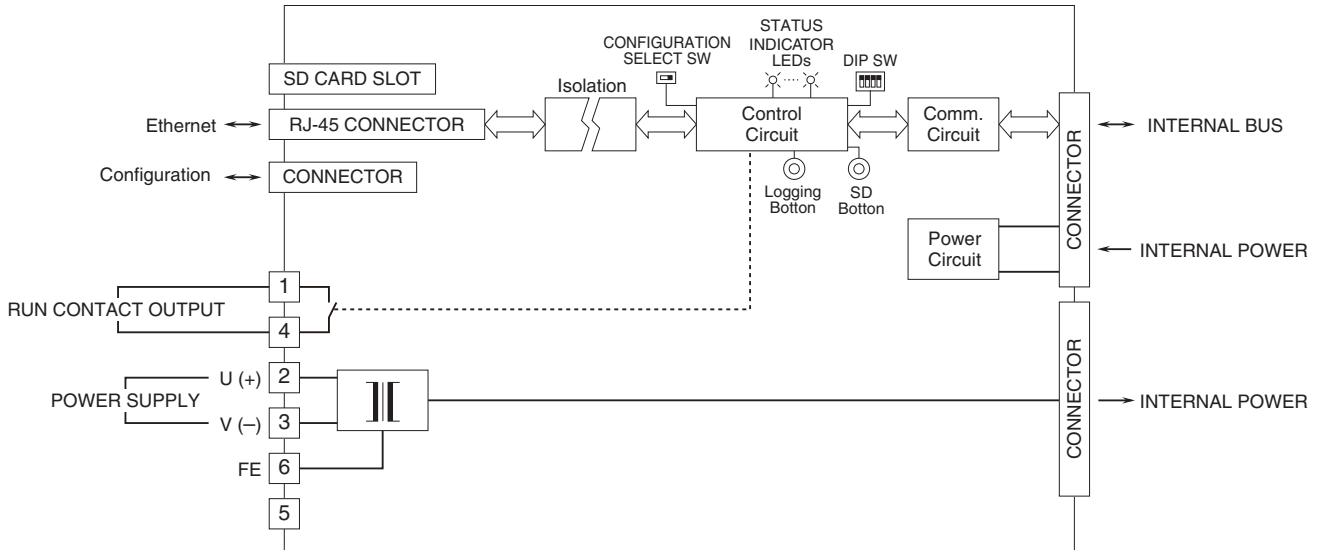 CONFIGURATION
SELECT SW
STATUS
INDICATOR
LEDs
DIP SW
SD CARD SLOT
Isolation
Ethernet
RJ-45 CONNECTOR
Control
Circuit
Comm.
Circuit
CONNECTOR
INTERNAL BUS
Configuration
CONNECTOR
Logging
Botton
SD
Botton
Power
Circuit
INTERNAL POWER
RUN CONTACT OUTPUT
1
4
POWER SUPPLY
U (+)
2
V (–)
3
FE
6
5
CONNECTOR
INTERNAL POWER